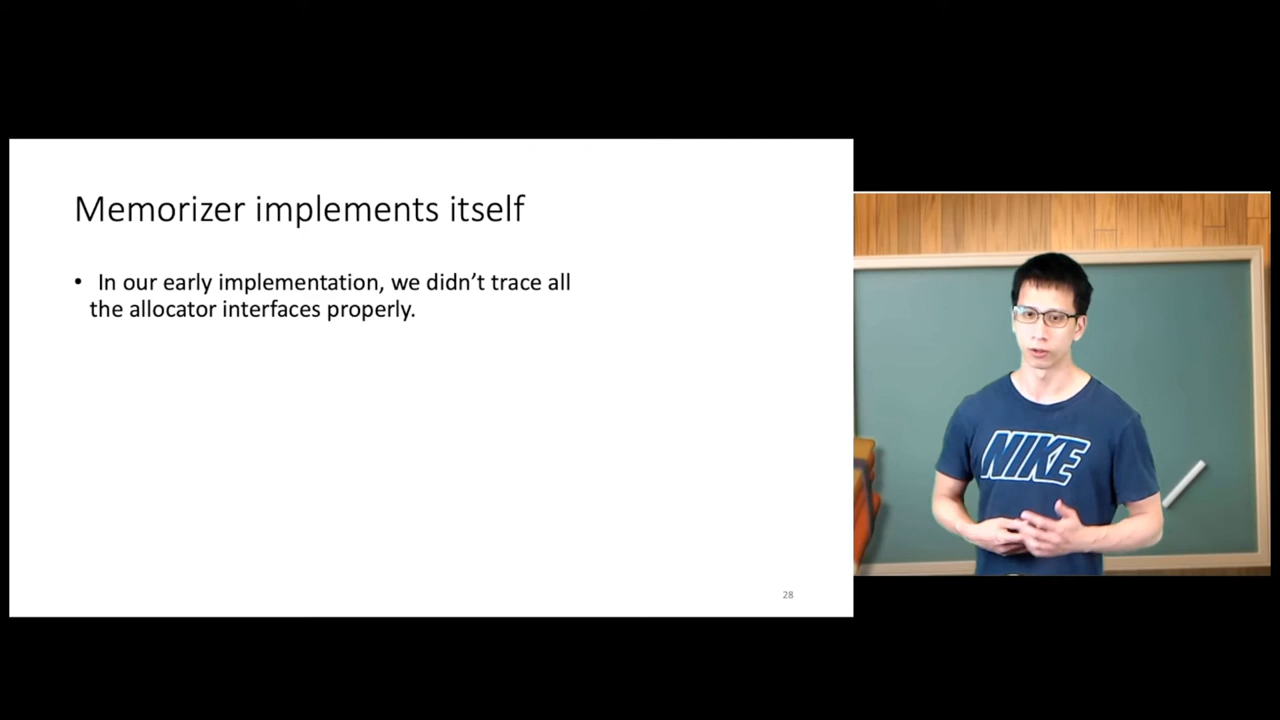 Memorizer implements itself
• In our early implementation, we didn't trace all
the allocator interfaces properly.
28
NIKE